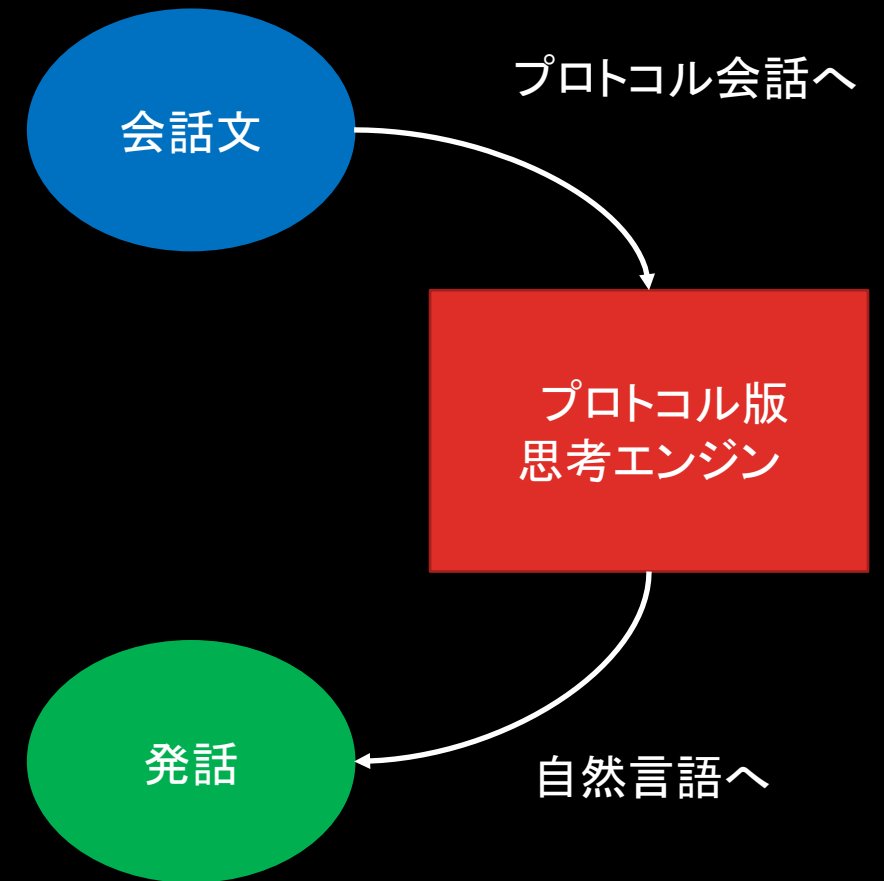 会話文
プロトコル会話へ
プロトコル版
思考エンジン
発話
自然言語へ